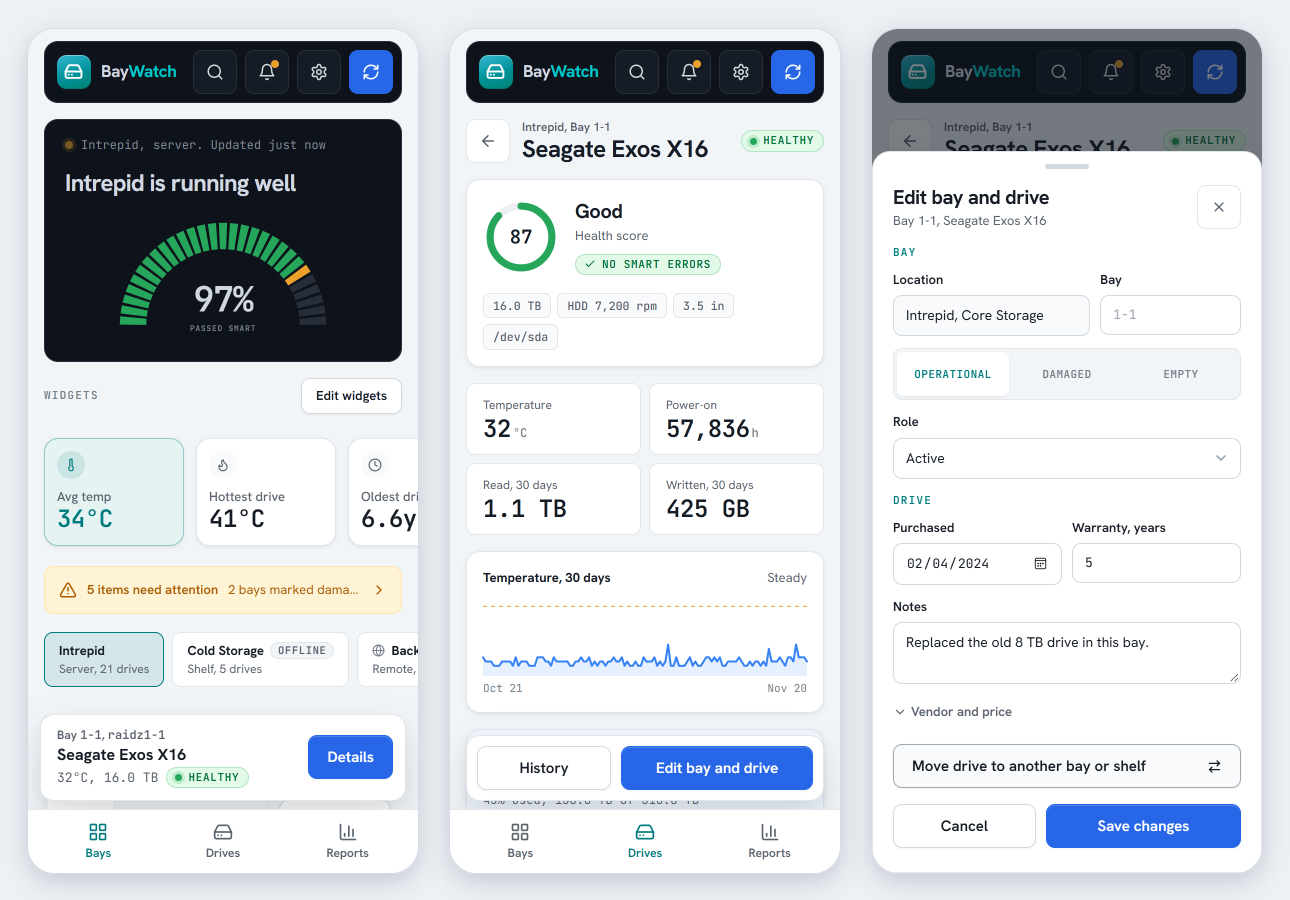 BayWatch
Intrepid, server. Updated just now
Intrepid is running well
97%
PASSED SMART
WIDGETS
Edit widgets
Avg temp
34°C
Hottest drive
41°C
Oldest dri
6.6y
5 items need attention 2 bays marked dama...
Intrepid
Server, 21 drives
Cold Storage OFFLINE
Shelf, 5 drives
Back
Remote,
Bay 1-1, raidz1-1
Seagate Exos X16
32°C, 16.0 TB HEALTHY
Details
Bays
Drives
Reports
BayWatch
Intrepid, Bay 1-1
Seagate Exos X16
HEALTHY
87
Good
Health score
NO SMART ERRORS
16.0 TB
HDD 7,200 rpm
3.5 in
/dev/sda
Temperature
32°C
Power-on
57,836h
Read, 30 days
1.1 TB
Written, 30 days
425 GB
Temperature, 30 days
Steady
Oct 21
Nov 20
History
Edit bay and drive
Bays
Drives
Reports
BayWatch
Intrepid, Bay 1-1
Seagate Exos X16
HEALTHY
Edit bay and drive
Bay 1-1, Seagate Exos X16
BAY
Location
Bay
Intrepid, Core Storage
1-1
OPERATIONAL
DAMAGED
EMPTY
Role
Active
DRIVE
Purchased
Warranty, years
02/04/2024
5
Notes
Replaced the old 8 TB drive in this bay.
Vendor and price
Move drive to another bay or shelf
Cancel
Save changes